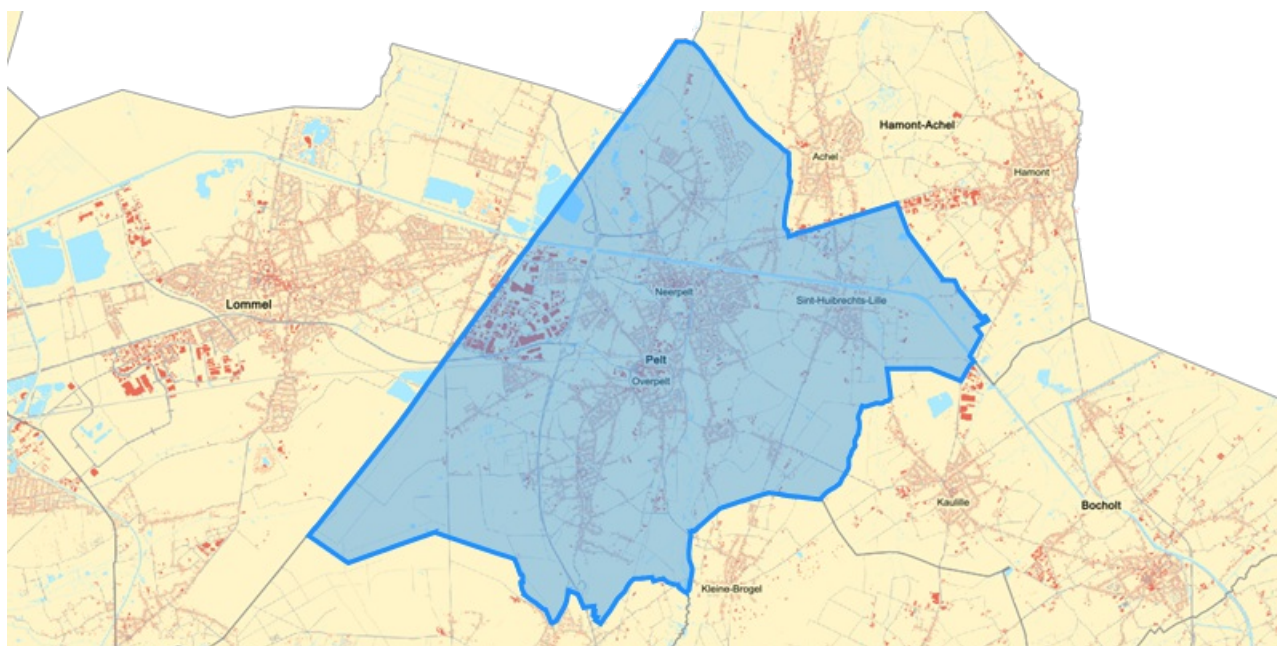 Hamont-Achel
Achel
Hamont
Neerpelt
Sint-Huibrechts-Lille
Lommel
Pelt
Overpelt
Kaulille
Bocholt
Kleine-Brogel